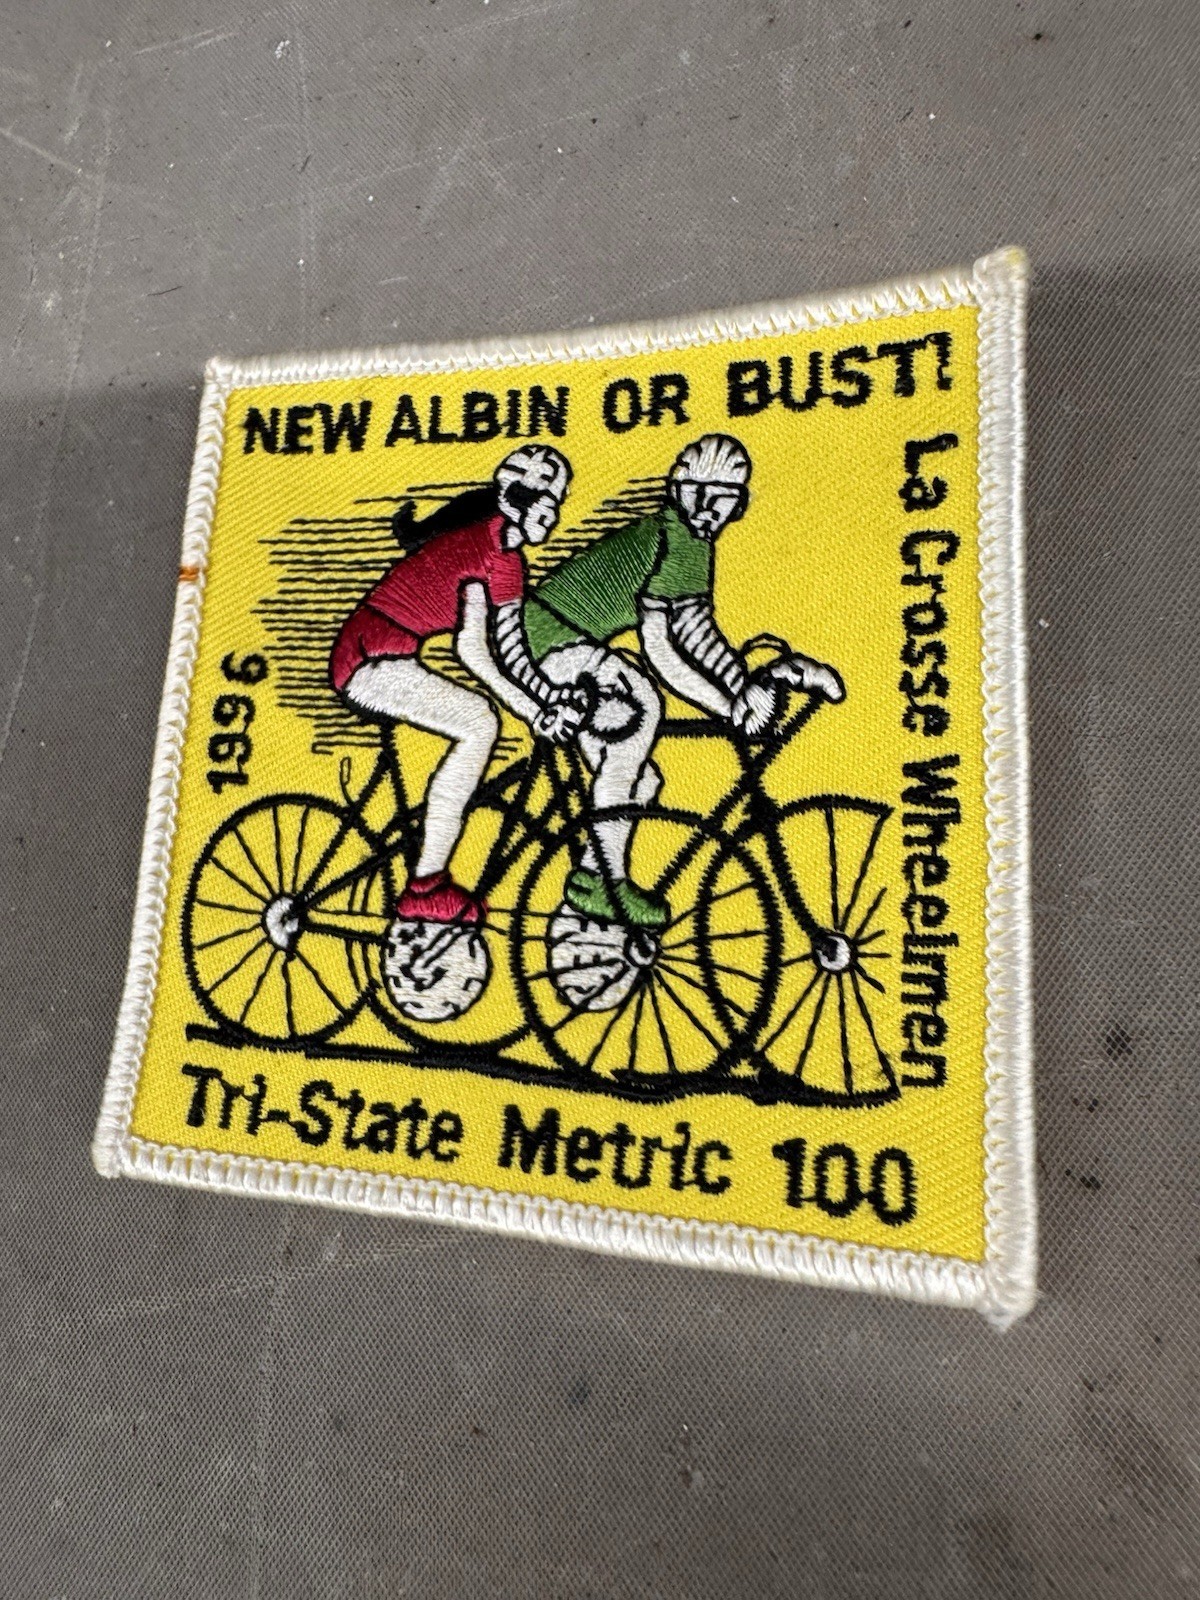 NEW ALBIN OR BUST!
La Crosse Wheelmen
1996
Tri-State Metric 100